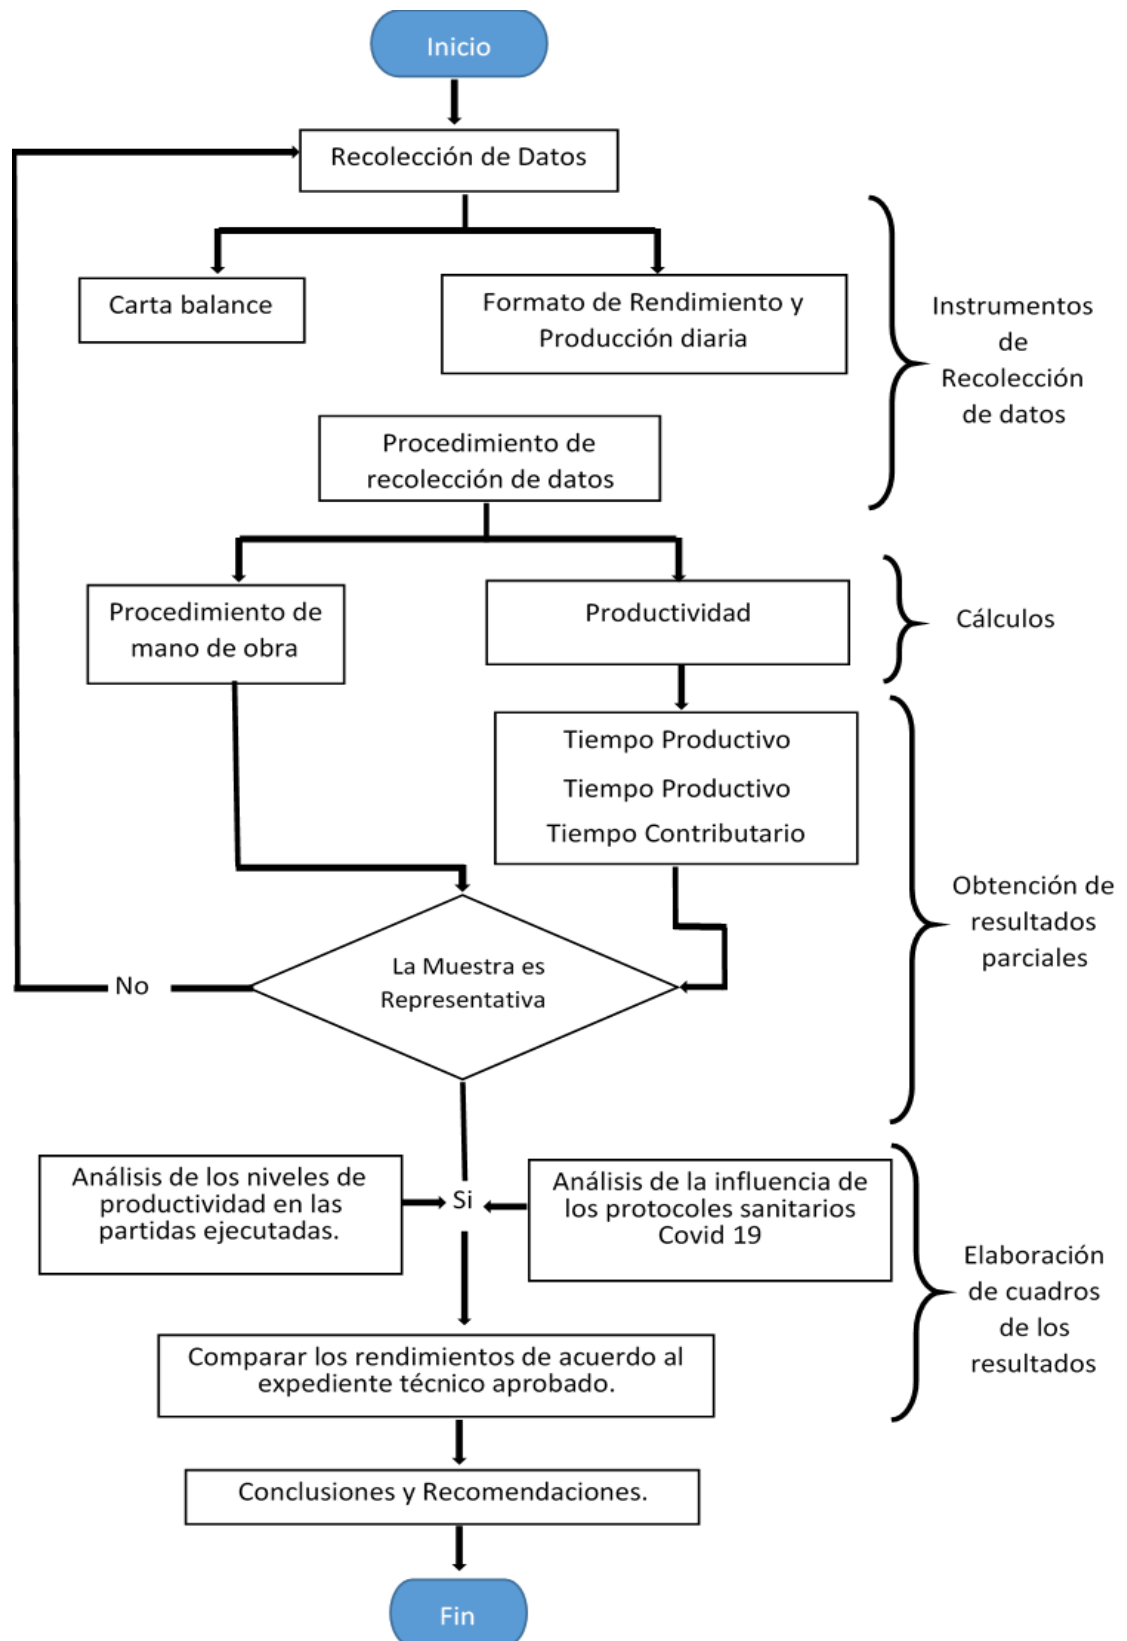 Inicio
Recolección de Datos
Carta balance
Formato de Rendimiento y
Producción diaria
Instrumentos
de
Recolección
de datos
Procedimiento de
recolección de datos
Procedimiento de
mano de obra
Productividad
Cálculos
Tiempo Productivo
Tiempo Productivo
Tiempo Contributario
Obtención de
resultados
parciales
La Muestra es
Representativa
No
Si
Análisis de los niveles de
productividad en las
partidas ejecutadas.
Análisis de la influencia de
los protocoles sanitarios
Covid 19
Elaboración
de cuadros
de los
resultados
Comparar los rendimientos de acuerdo al
expediente técnico aprobado.
Conclusiones y Recomendaciones.
Fin